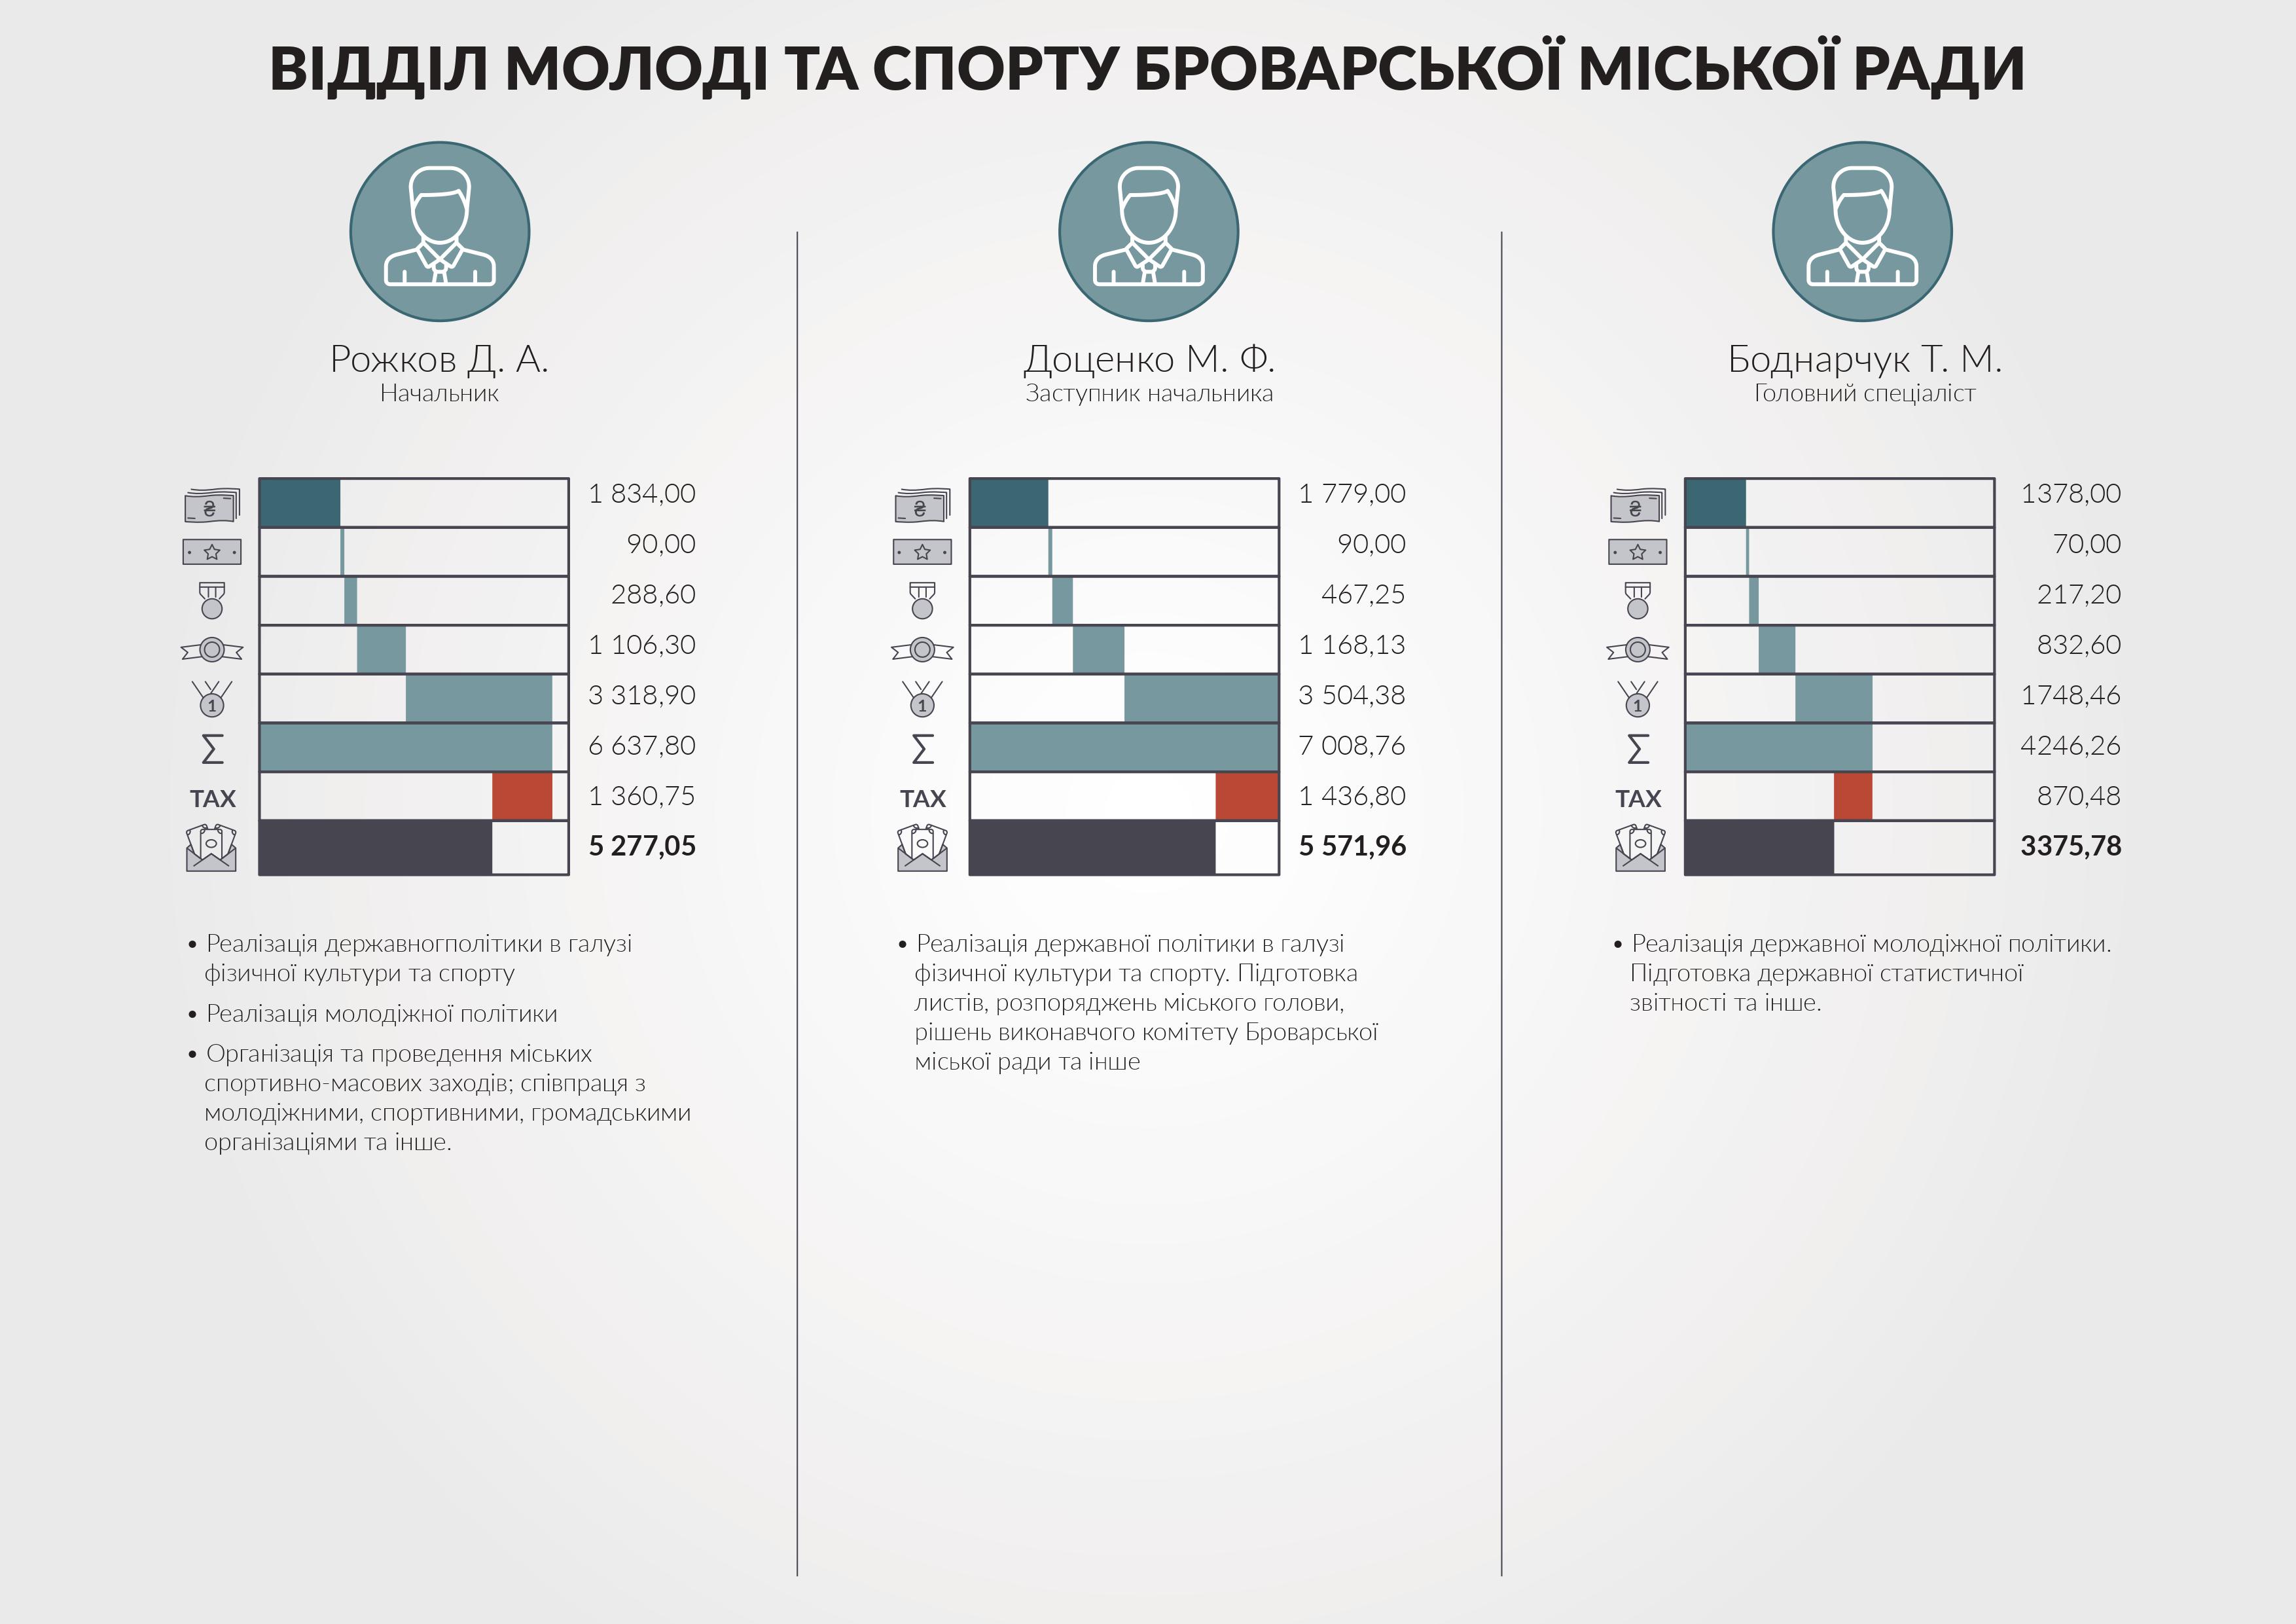 ВІДДІЛ МОЛОДІ ТА СПОРТУ БРОВАРСЬКОЇ МІСЬКОЇ РАДИ
Рожков Д. А.
Начальник
₴ 1 834,00
90,00
288,60
1 106,30
1 3 318,90
Σ 6 637,80
TAX 1 360,75
5 277,05
• Реалізація державногполітики в галузі
фізичної культури та спорту
• Реалізація молодіжної політики
• Організація та проведення міських
спортивно-масових заходів; співпраця з
молодіжними, спортивними, громадськими
організаціями та інше.
Доценко М. Ф.
Заступник начальника
₴ 1 779,00
90,00
467,25
1 168,13
1 3 504,38
Σ 7 008,76
TAX 1 436,80
5 571,96
• Реалізація державної політики в галузі
фізичної культури та спорту. Підготовка
листів, розпоряджень міського голови,
рішень виконавчого комітету Броварської
міської ради та інше
Боднарчук Т. М.
Головний спеціаліст
₴ 1378,00
70,00
217,20
832,60
1 1748,46
Σ 4246,26
TAX 870,48
3375,78
• Реалізація державної молодіжної політики.
Підготовка державної статистичної
звітності та інше.